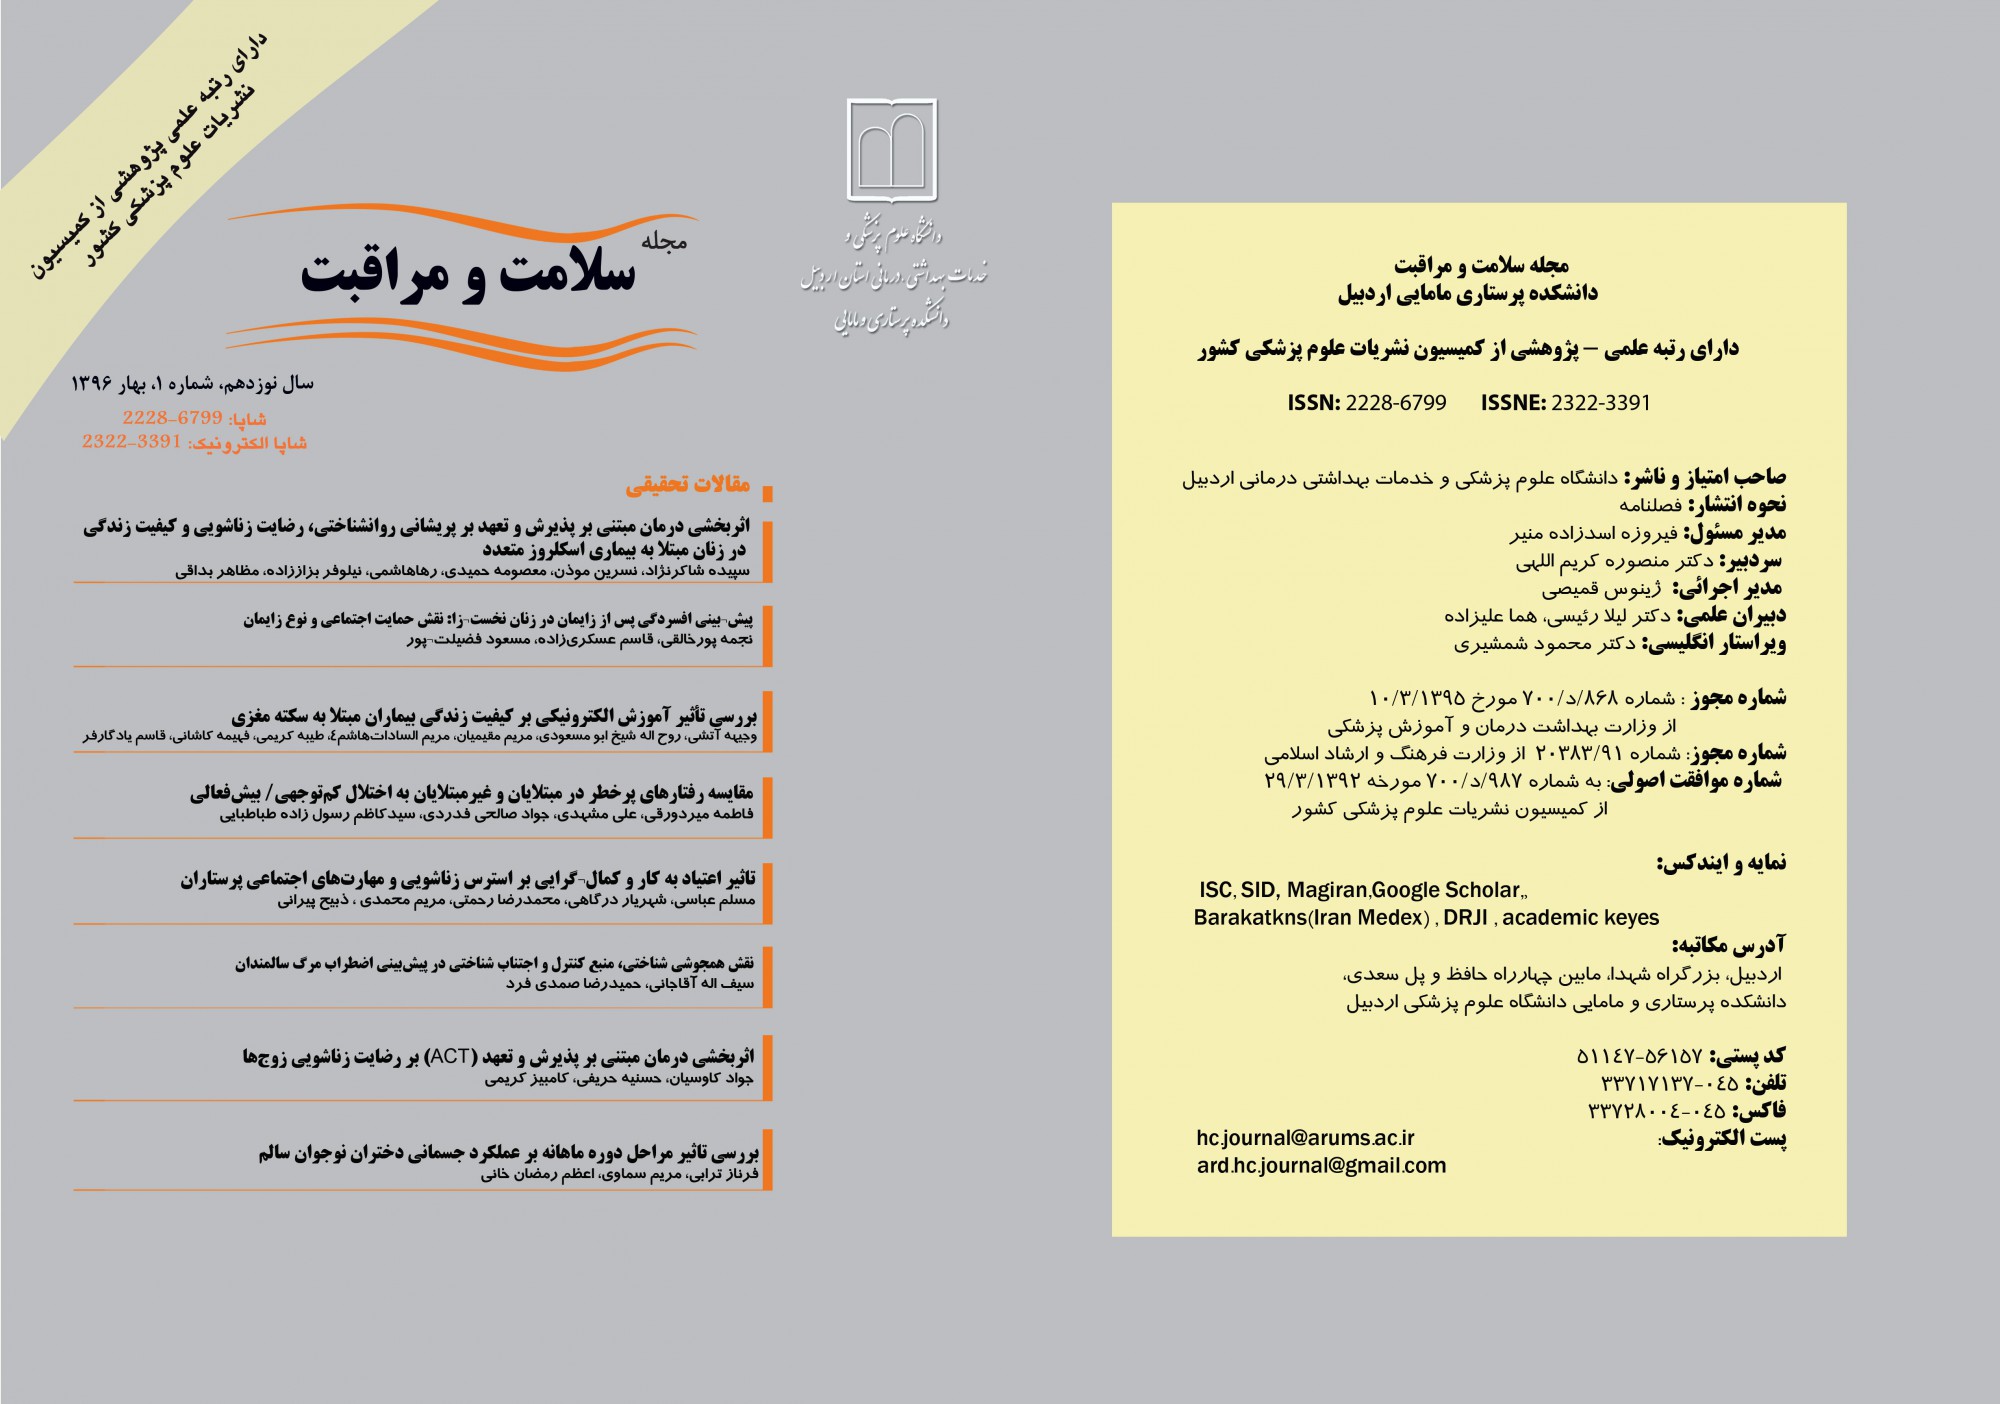 دارای رتبه علمی پژوهشی از کمیسیون
نشریات علوم پزشکی کشور
مجله
سلامت و مراقبت
سال نوزدهم، شماره ۱، بهار ۱۳۹۶
شاپا: 6799-2228
شاپا الکترونیک: 3391-2322
دانشگاه علوم پزشکی و
خدمات بهداشتی درمانی استان اردبیل
دانشکده پرستاری و مامایی
مقالات تحقیقی
اثربخشی درمان مبتنی بر پذیرش و تعهد بر پریشانی روانشناختی، رضایت زناشویی و کیفیت زندگی
در زنان مبتلا به بیماری اسکلروز متعدد
سپیده شاکرنژاد، نسرین موذن، معصومه حمیدی، رهاهاشمی، نیلوفر بزاززاده، مظاهر بداقی
پیش¬بینی افسردگی پس از زایمان در زنان نخست¬زا: نقش حمایت اجتماعی و نوع زایمان
نجمه پورخالقی، قاسم عسکری‌زاده، مسعود فضیلت¬پور
بررسی تأثیر آموزش الکترونیکی بر کیفیت زندگی بیماران مبتلا به سکته مغزی
وجیهه آتشی، روح اله شیخ ابو مسعودی، مریم مقیمیان، مریم السادات‌هاشم٤، طیبه کریمی، فهیمه کاشانی، قاسم یادگارفر
مقایسه رفتارهای پرخطر در مبتلایان و غیرمبتلایان به اختلال کم‌توجهی/ بیش‌فعالی
فاطمه میردورقی، علی مشهدی، جواد صالحی فدردی، سیدکاظم رسول زاده طباطبایی
تاثیر اعتیاد به کار و کمال¬گرایی بر استرس زناشویی و مهارت‌های اجتماعی پرستاران
مسلم عباسی، شهریار درگاهی، محمدرضا رحمتی، مریم محمدی ، ذبیح پیرانی
نقش همجوشی شناختی، منبع کنترل و اجتناب شناختی در پیش‌بینی اضطراب مرگ سالمندان
سیف اله آقاجانی، حمیدرضا صمدی فرد
اثربخشی درمان مبتنی بر پذیرش و تعهد (ACT) بر رضایت زناشویی زوج‌ها
جواد کاوسیان، حسنیه حریفی، کامبیز کریمی
بررسی تاثیر مراحل دوره ماهانه بر عملکرد جسمانی دختران نوجوان سالم
فرناز ترابی، مریم سماوی، اعظم رمضان خانی
مجله سلامت و مراقبت
دانشکده پرستاری مامایی اردبیل
دارای رتبه علمی – پژوهشی از کمیسیون نشریات علوم پزشکی کشور
ISSN: 2228-6799 ISSNE: 2322-3391
صاحب امتیاز و ناشر: دانشگاه علوم پزشکی و خدمات بهداشتی درمانی اردبیل
نحوه انتشار: فصلنامه
مدیر مسئول: فیروزه اسدزاده منیر
سردبیر: دکتر منصوره کریم اللهی
مدیر اجرائی: ژینوس قمیصی
دبیران علمی: دکتر لیلا رئیسی، هما علیزاده
ویراستار انگلیسی: دکتر محمود شمشیری
شماره مجوز : شماره ۸۶۸/د/۷۰۰ مورخ ۱۰/۳/۱۳۹۵
از وزارت بهداشت درمان و آموزش پزشکی
شماره مجوز: شماره ۲۰۳۸۳/۹۱ از وزارت فرهنگ و ارشاد اسلامی
شماره موافقت اصولی: به شماره ۹۸۷/د/۷۰۰ مورخه ۲۹/۳/۱۳۹۲
از کمیسیون نشریات علوم پزشکی کشور
نمایه و ایندکس:
ISC, SID, Magiran,Google Scholar,,
Barakatkns(Iran Medex) , DRJI , academic keyes
آدرس مکاتبه:
اردبیل، بزرگراه شهدا، مابین چهارراه حافظ و پل سعدی،
دانشکده پرستاری و مامایی دانشگاه علوم پزشکی اردبیل
کد پستی: ٥٦١٥٧-٥١١٤٧
تلفن: ٠٤٥-٣٣٧١٧١٣٧
فاکس: ٠٤٥-٣٣٧٢٨٠٠٤
پست الکترونیک:
hc.journal@arums.ac.ir
ard.hc.journal@gmail.com